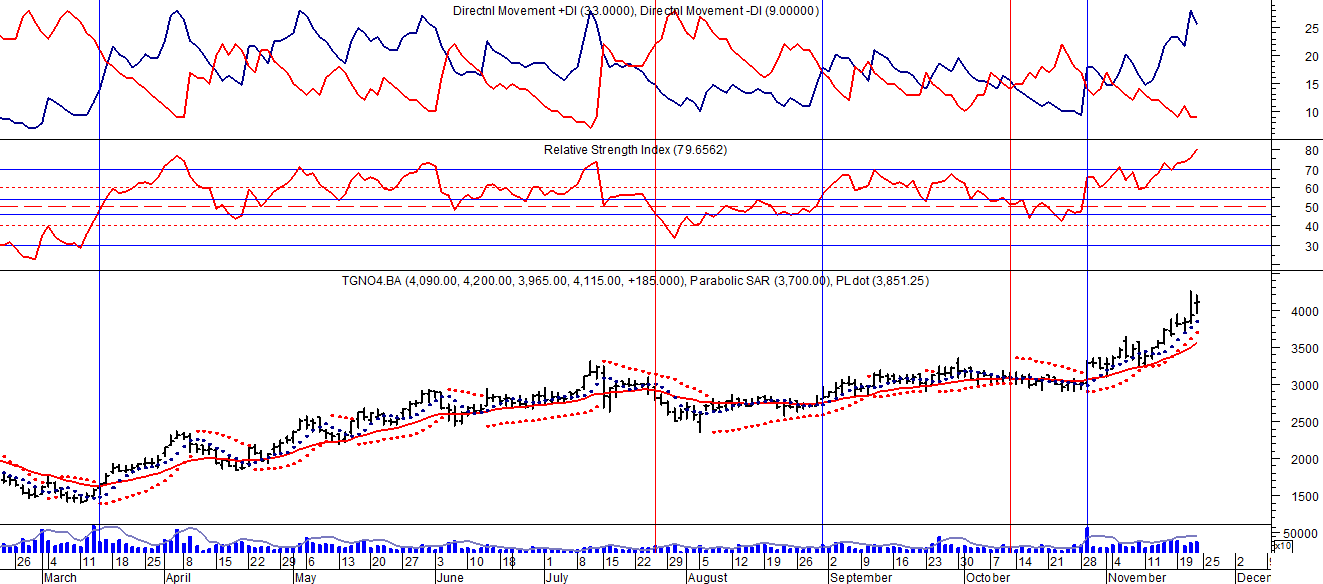 Directnl Movement +DI (33.0000), Directnl Movement -DI (9.00000)
25
20
15
10
Relative Strength Index (79.6562)
80
70
60
50
40
30
TGNO4.BA (4,090.00, 4,200.00, 3,965.00, 4,115.00, +185.000), Parabolic SAR (3,700.00), PLdot (3,851.25)
4000
3500
3000
2500
2000
1500
50000
x10
26 4 11 18 25 1 8 15 22 29 6 13 20 27 3 10 18 1 8 15 22 29 5 12 19 26 2 9 16 23 30 7 14 21 28 4 11 19 25 2
March April May June July August September October November Decem